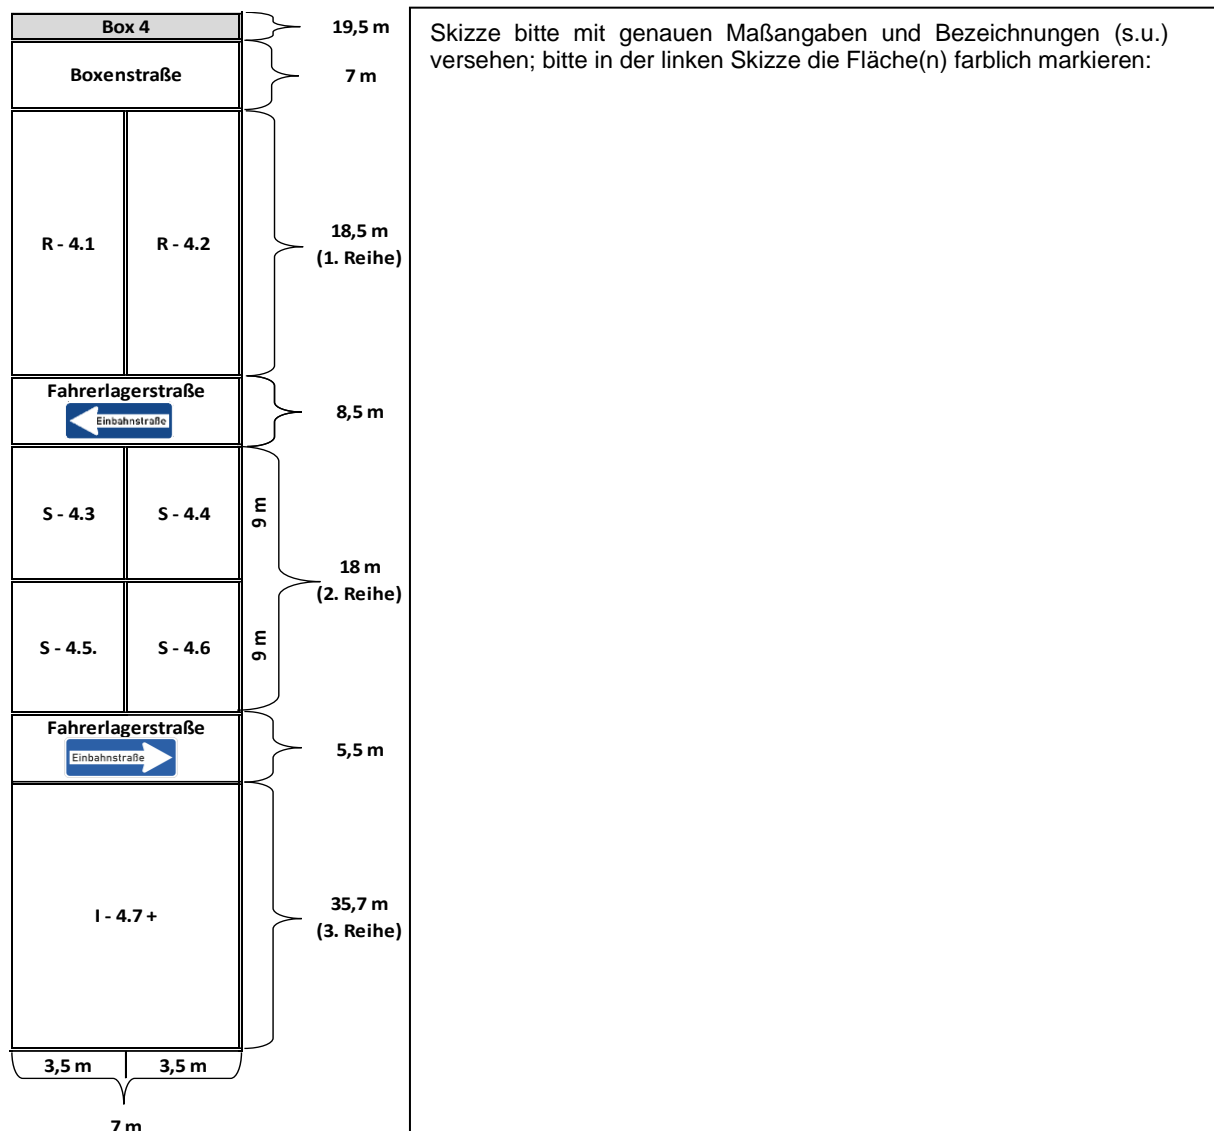 Box 4
19,5 m
Skizze bitte mit genauen Maßangaben und Bezeichnungen (s.u.)
versehen; bitte in der linken Skizze die Fläche(n) farblich markieren:
Boxenstraße
7 m
R - 4.1
R - 4.2
18,5 m
(1. Reihe)
Fahrerlagerstraße
Einbahnstraße
8,5 m
S - 4.3
S - 4.4
9 m
18 m
(2. Reihe)
S - 4.5.
S - 4.6
9 m
Fahrerlagerstraße
Einbahnstraße
5,5 m
I - 4.7 +
35,7 m
(3. Reihe)
3,5 m
3,5 m
7 m